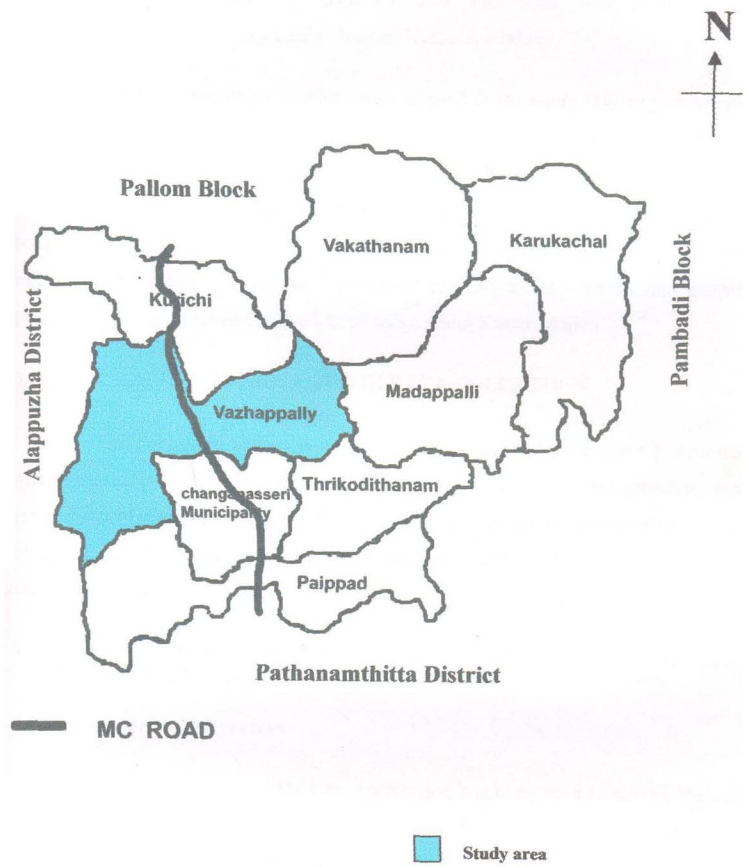 N
Pallom Block
Vakathanam
Karukachal
Pambadi Block
Kurichi
Alappuzha District
Madappalli
Vazhappally
Thrikodithanam
changanasseri
Municipality
Paippad
Pathanamthitta District
MC ROAD
Study area